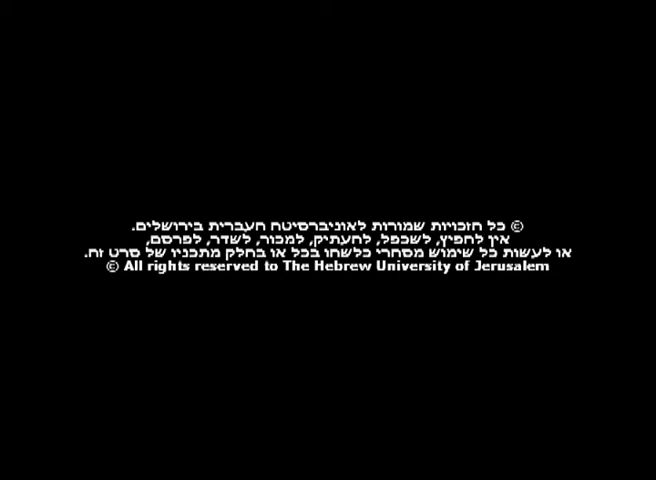 © כל הזכויות שמורות לאוניברסיטה העברית בירושלים.
אין להפיץ, לשכפל, להעתיק, למכור, לשדר, לפרסם,
או לעשות כל שימוש מסחרי כלשהו בכל או בחלק מתכניו של סרט זה.
© All rights reserved to The Hebrew University of Jerusalem